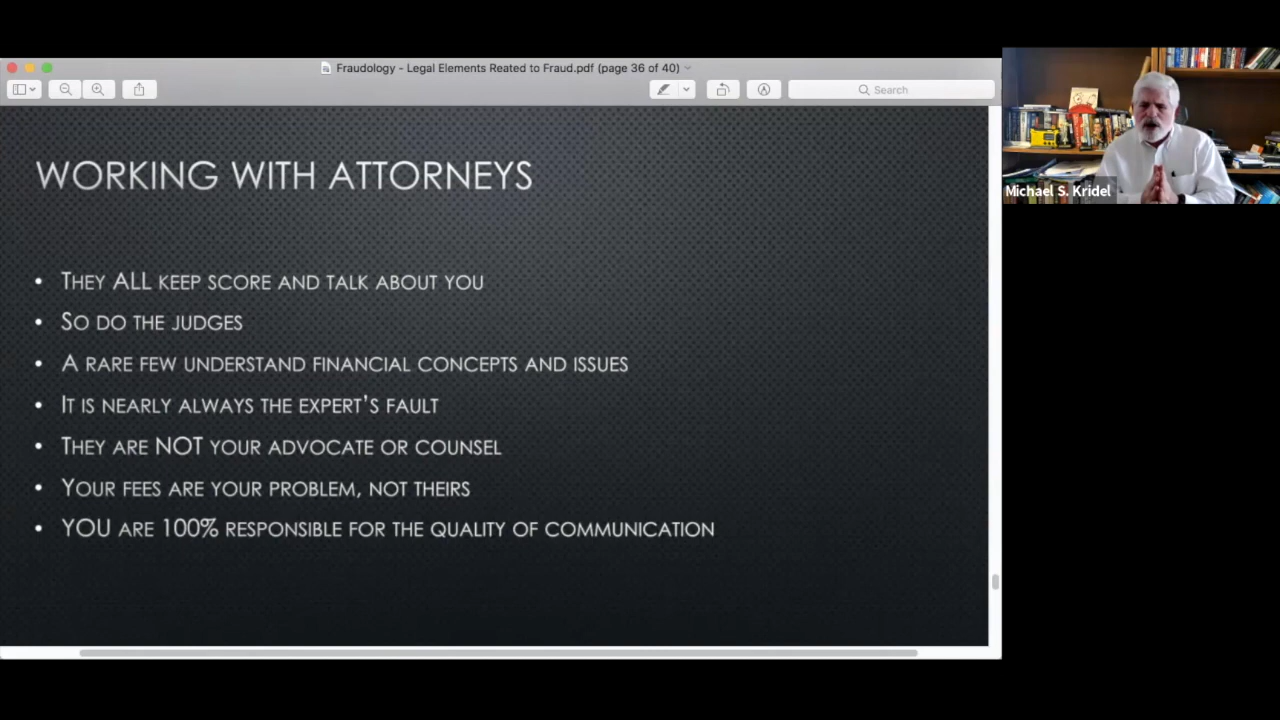 Fraudology - Legal Elements Reated to Fraud.pdf (page 36 of 40)
Search
WORKING WITH ATTORNEYS
• THEY ALL KEEP SCORE AND TALK ABOUT YOU
• SO DO THE JUDGES
• A RARE FEW UNDERSTAND FINANCIAL CONCEPTS AND ISSUES
• IT IS NEARLY ALWAYS THE EXPERT'S FAULT
• THEY ARE NOT YOUR ADVOCATE OR COUNSEL
• YOUR FEES ARE YOUR PROBLEM, NOT THEIRS
• YOU ARE 100% RESPONSIBLE FOR THE QUALITY OF COMMUNICATION
Michael S. Kridel